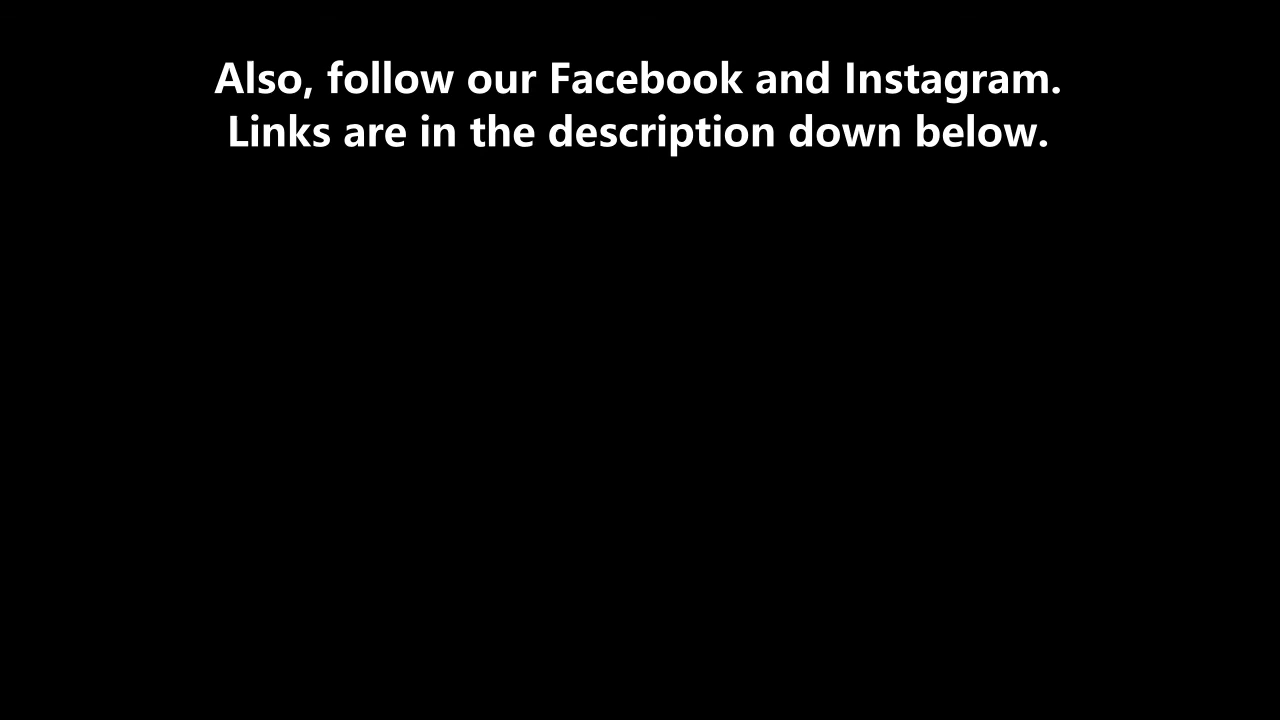 Also, follow our Facebook and Instagram.
Links are in the description down below.